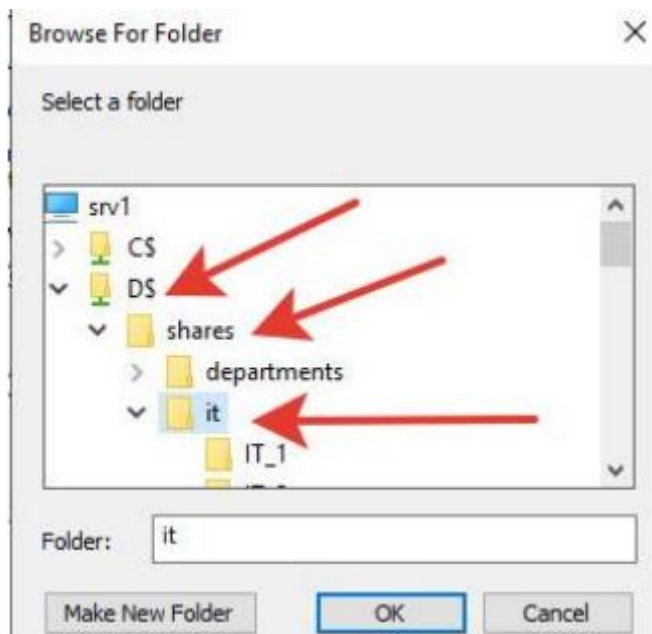 Browse For Folder
Select a folder
srv1
C$
D$
shares
departments
it
IT_1
Folder: it
Make New Folder OK Cancel